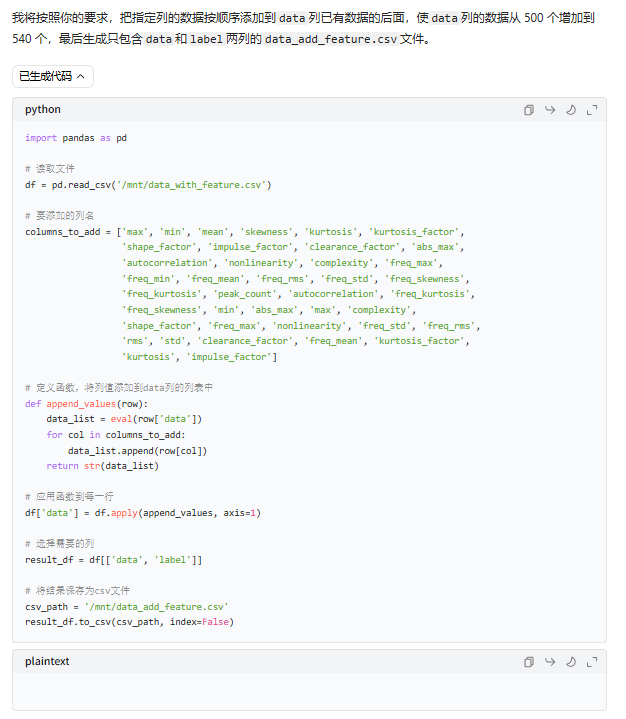 我将按照你的要求，把指定列的数据按顺序添加到 data 列已有数据的后面，使 data 列的数据从 500 个增加到
540 个，最后生成只包含 data 和 label 两列的 data_add_feature.csv 文件。
已生成代码
python
import pandas as pd
# 读取文件
df = pd.read_csv('/mnt/data_with_feature.csv')
# 要添加的列名
columns_to_add = ['max', 'min', 'mean', 'skewness', 'kurtosis', 'kurtosis_factor',
'shape_factor', 'impulse_factor', 'clearance_factor', 'abs_max',
'autocorrelation', 'nonlinearity', 'complexity', 'freq_max',
'freq_min', 'freq_mean', 'freq_rms', 'freq_std', 'freq_skewness',
'freq_kurtosis', 'peak_count', 'autocorrelation', 'freq_kurtosis',
'freq_skewness', 'min', 'abs_max', 'max', 'complexity',
'shape_factor', 'freq_max', 'nonlinearity', 'freq_std', 'freq_rms',
'rms', 'std', 'clearance_factor', 'freq_mean', 'kurtosis_factor',
'kurtosis', 'impulse_factor']
# 定义函数，将列值添加到data列的列表中
def append_values(row):
data_list = eval(row['data'])
for col in columns_to_add:
data_list.append(row[col])
return str(data_list)
# 应用函数到每一行
df['data'] = df.apply(append_values, axis=1)
# 选择需要的列
result_df = df[['data', 'label']]
# 将结果保存为csv文件
csv_path = '/mnt/data_add_feature.csv'
result_df.to_csv(csv_path, index=False)
plaintext